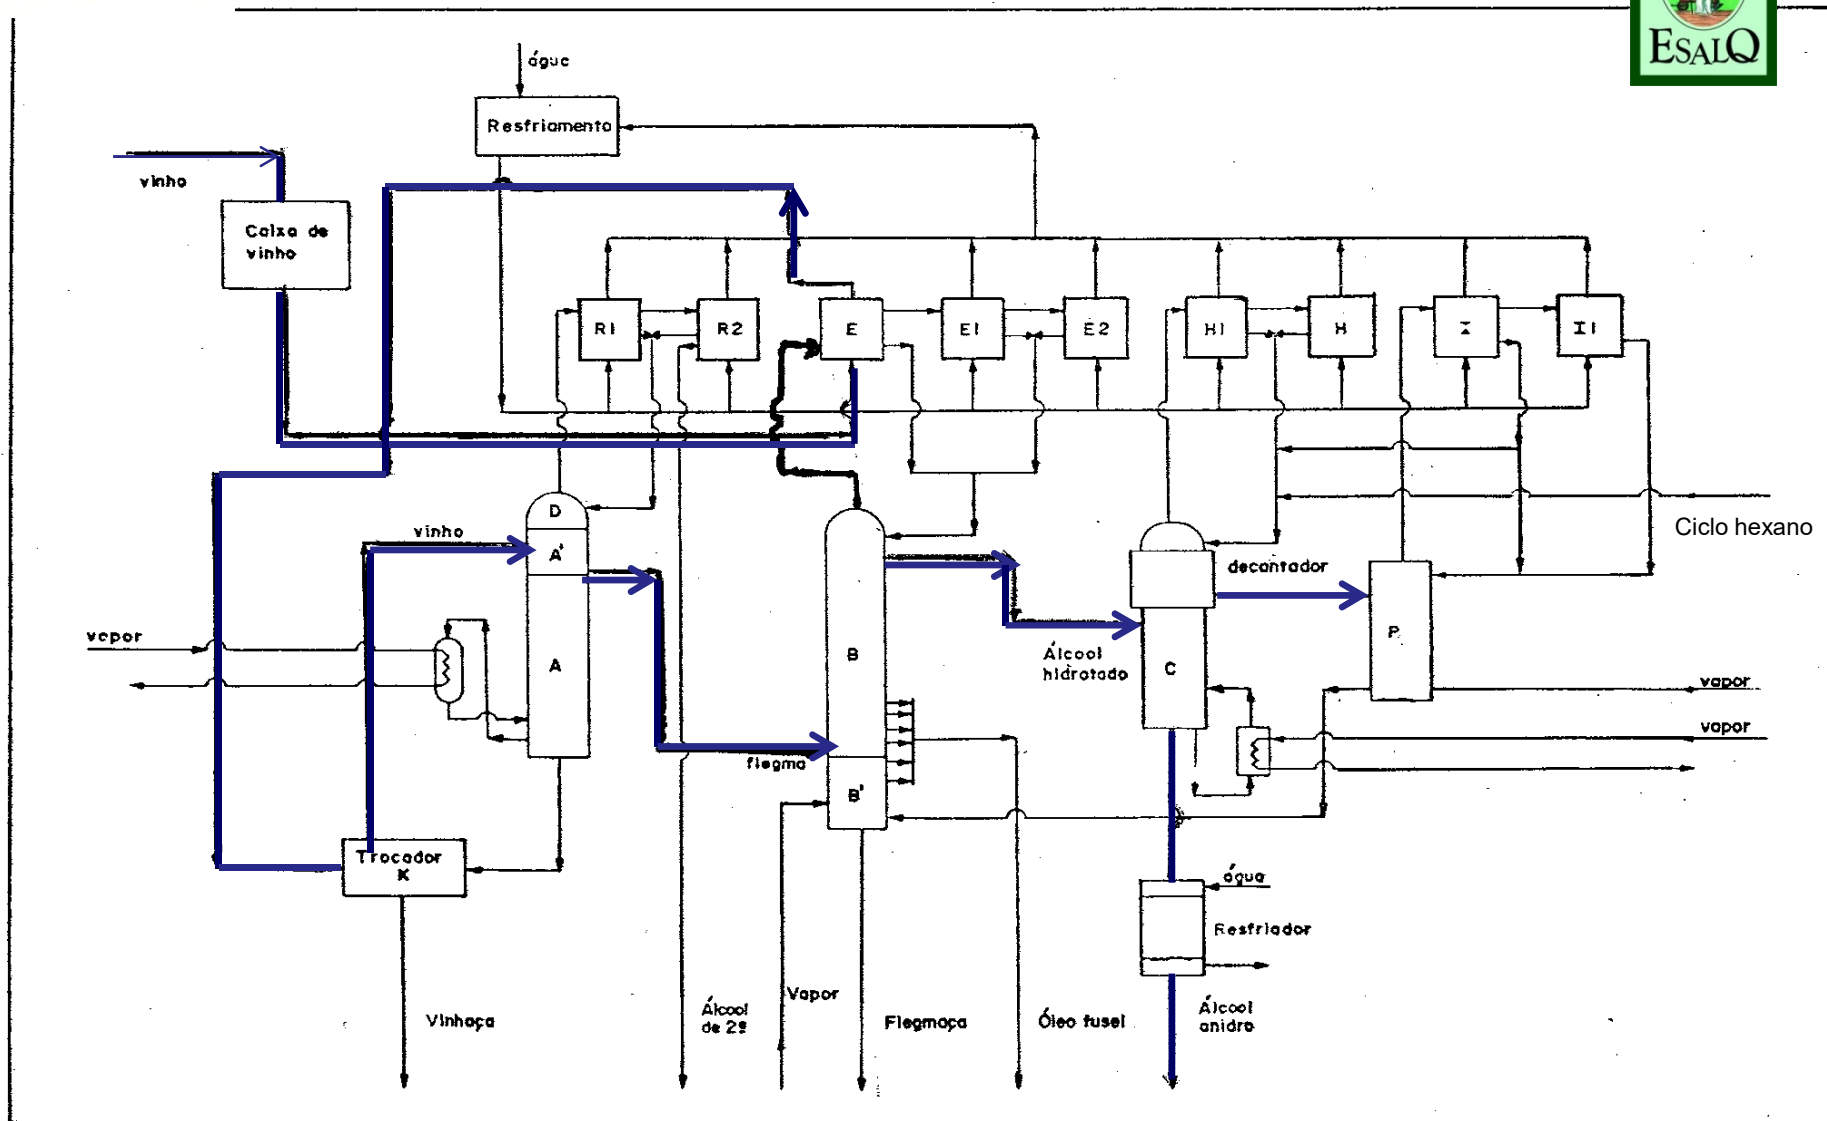 ESALQ
águc
Resfriamento
vinho
Caixa de
vinho
R1
R2
E
E1
E2
H1
H
I
I1
Ciclo hexano
D
vinho
A'
decantador
vapor
A
B
P
Álcool
hidratado
C
vapor
vapor
flegma
B'
Trocador
K
água
Resfriador
Vapor
Álcool
de 2ª
Vinhaça
Flegmaça
Óleo fusel
Álcool
anidro